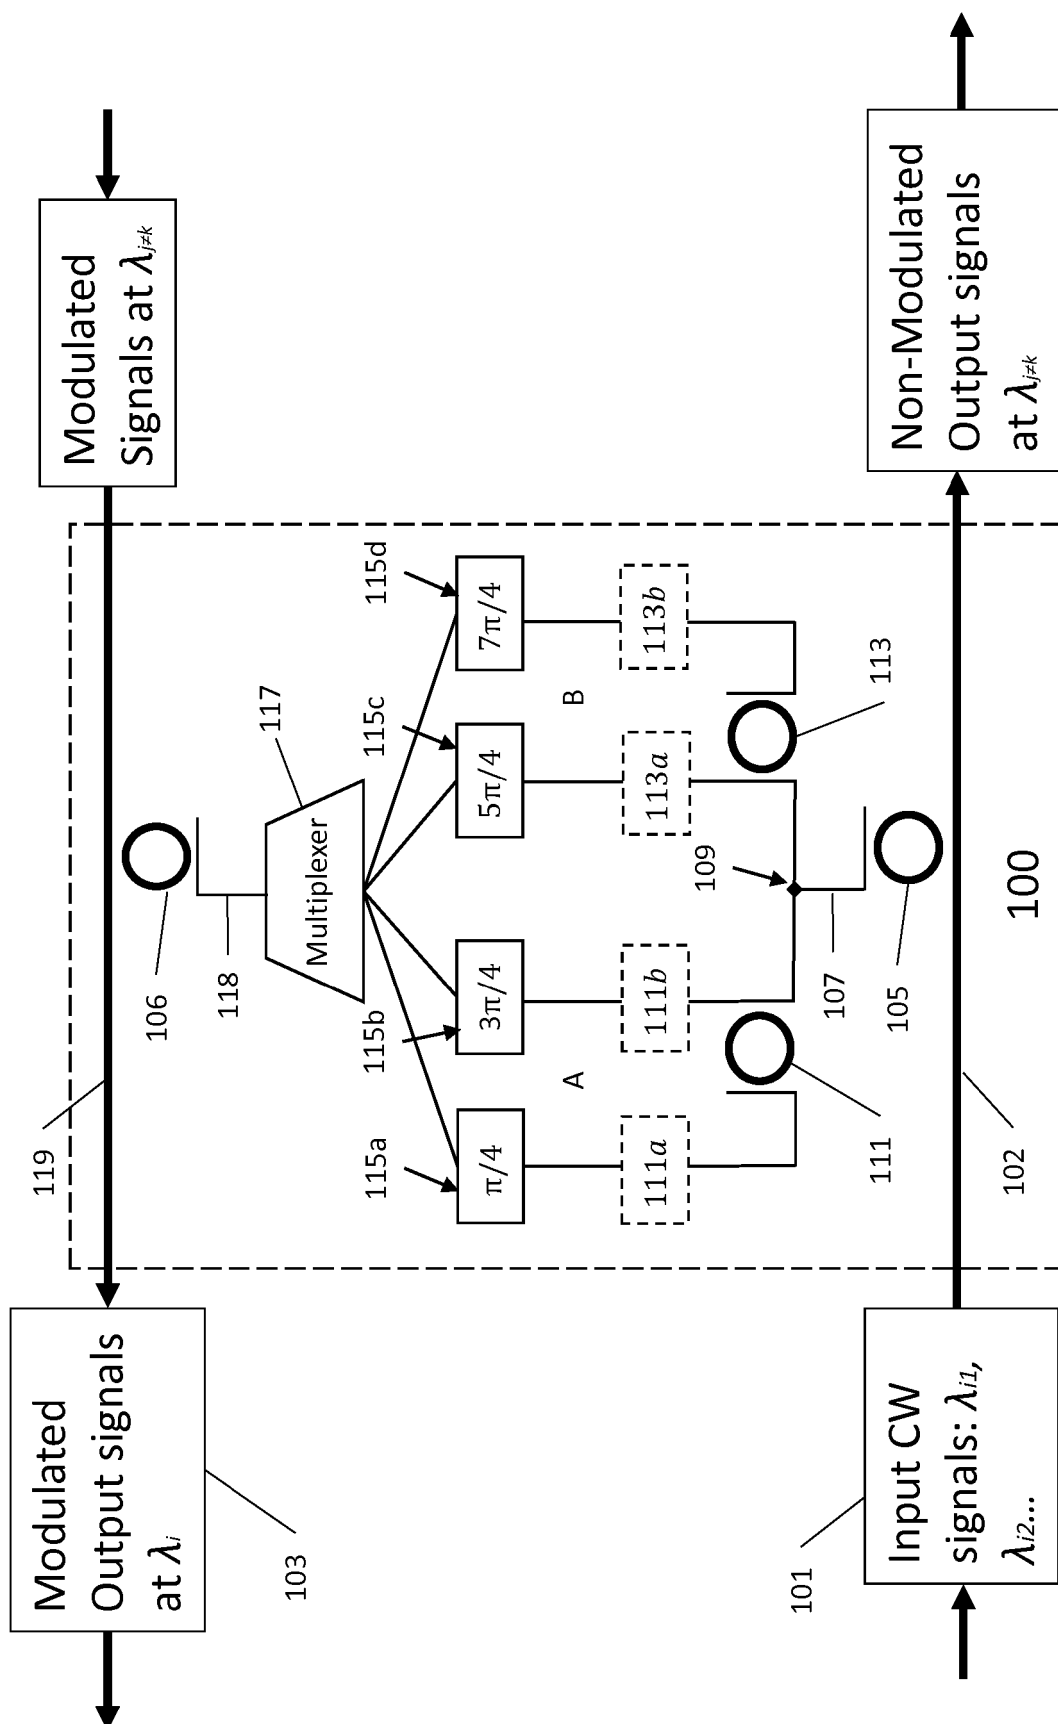 Modulated
Signals at λj≠k
Non-Modulated
Output signals
at λj≠k
115d
7π/4
113b
B
113
117
115c
5π/4
113a
109
Multiplexer
106
118
107
105
100
115b
3π/4
111b
A
111
119
115a
π/4
111a
102
Modulated
Output signals
at λi
103
Input CW
signals: λi1,
λi2...
101